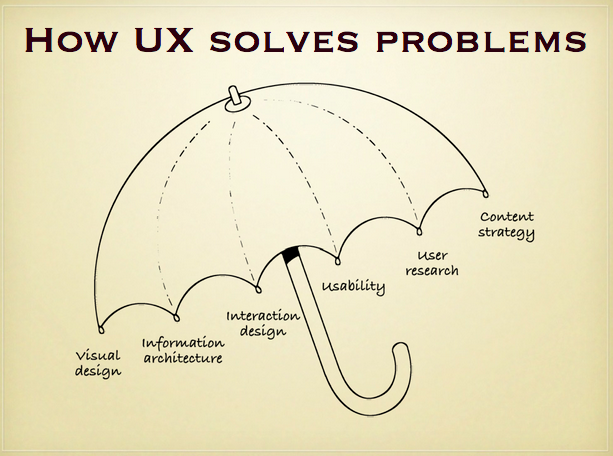 How UX solves problems
Content
strategy
User
research
Usability
Interaction
design
Information
architecture
Visual
design